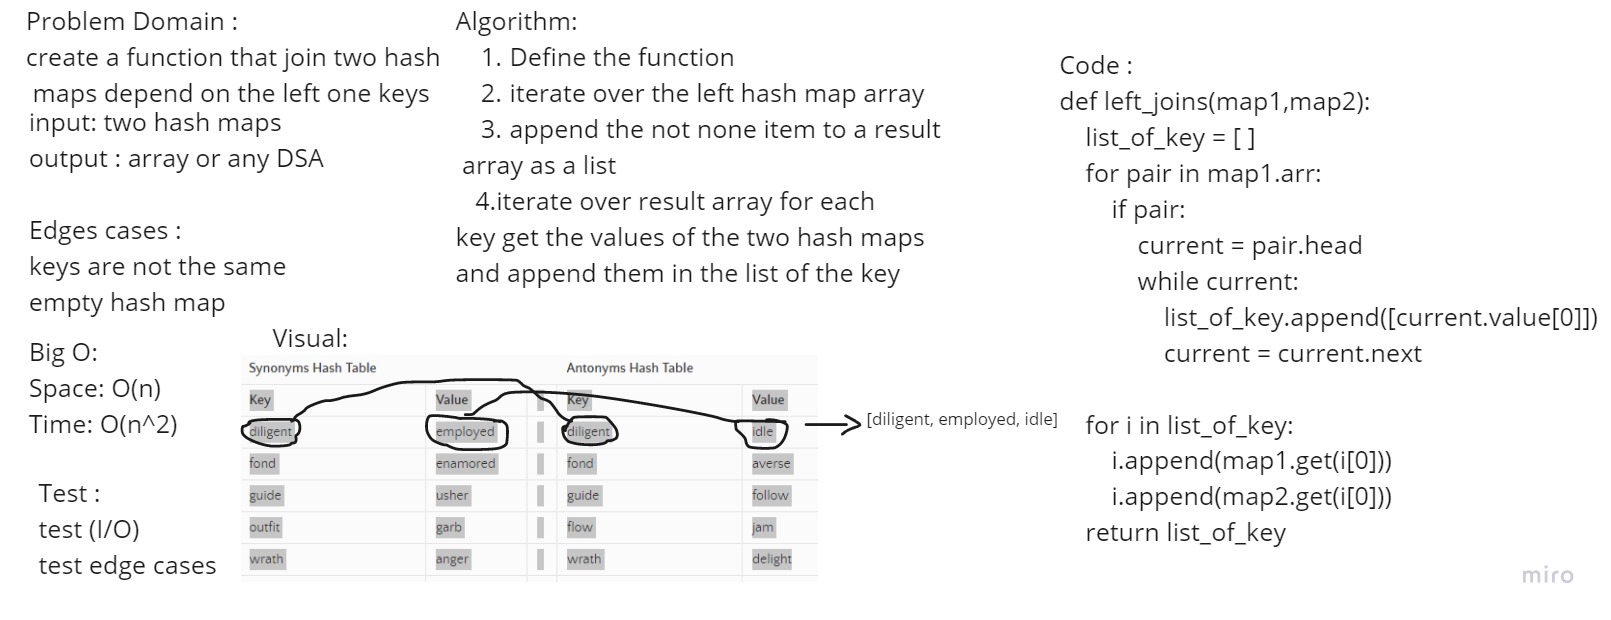 Problem Domain :
create a function that join two hash
maps depend on the left one keys
input: two hash maps
output : array or any DSA
Edges cases :
keys are not the same
empty hash map
Big O:
Space: O(n)
Time: O(n^2)
Test :
test (I/O)
test edge cases
Algorithm:
1. Define the function
2. iterate over the left hash map array
3. append the not none item to a result
array as a list
4.iterate over result array for each
key get the values of the two hash maps
and append them in the list of the key
Visual:
Synonyms Hash Table Antonyms Hash Table
Key Value Key Value
diligent employed diligent idle
fond enamored fond averse
guide usher guide follow
outfit garb flow jam
wrath anger wrath delight
[diligent, employed, idle]
Code :
def left_joins(map1,map2):
list_of_key = [ ]
for pair in map1.arr:
if pair:
current = pair.head
while current:
list_of_key.append([current.value[0]])
current = current.next
for i in list_of_key:
i.append(map1.get(i[0]))
i.append(map2.get(i[0]))
return list_of_key
miro